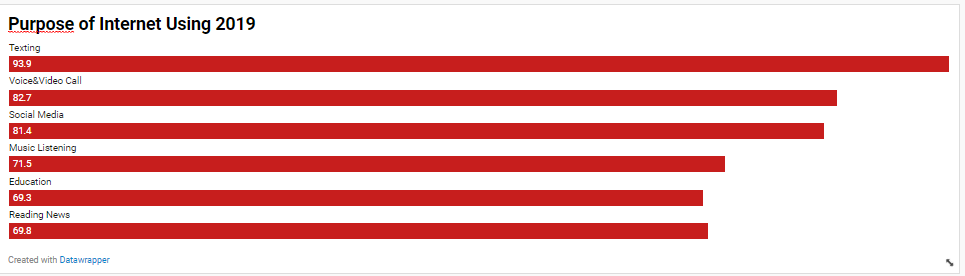 Purpose of Internet Using 2019
Texting
93.9
Voice&Video Call
82.7
Social Media
81.4
Music Listening
71.5
Education
69.3
Reading News
69.8
Created with Datawrapper